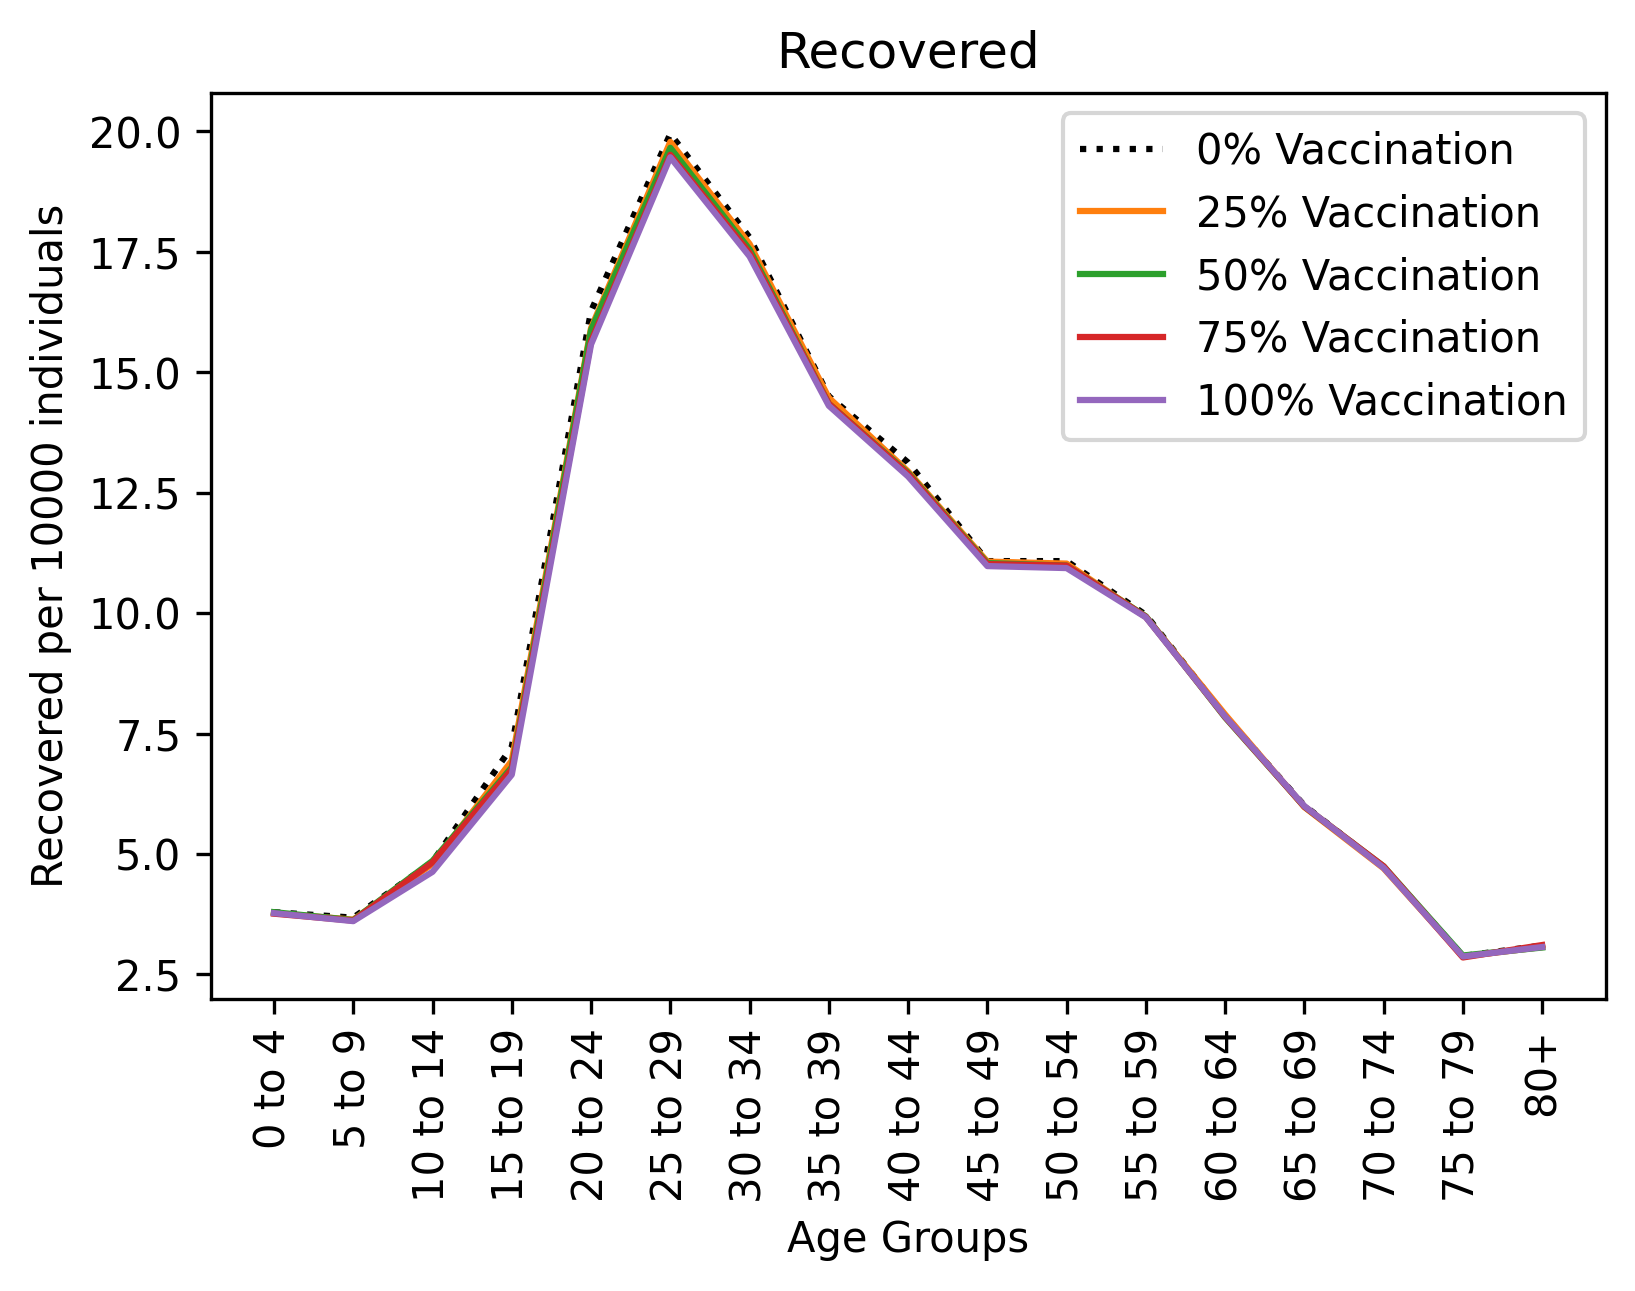 Recovered
Recovered per 10000 individuals
20.0
17.5
15.0
12.5
10.0
7.5
5.0
2.5
0% Vaccination
25% Vaccination
50% Vaccination
75% Vaccination
100% Vaccination
0 to 4
5 to 9
10 to 14
15 to 19
20 to 24
25 to 29
30 to 34
35 to 39
40 to 44
45 to 49
50 to 54
55 to 59
60 to 64
65 to 69
70 to 74
75 to 79
80+
Age Groups